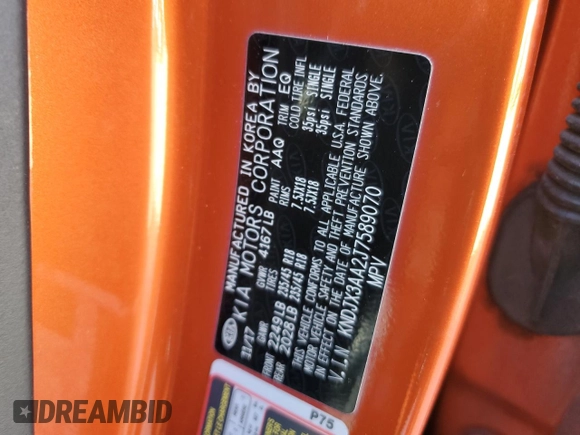 MANUFACTURED IN KOREA BY
KIA MOTORS CORPORATION
11/17 GVWR 4167LB PAINT AAQ TRIM EQ
GAWR TIRES RIMS COLD TIRE INFL
FRONT 2249LB 235/45 R18 7.5JX18 35psi SINGLE
REAR 2028LB 235/45 R18 7.5JX18 35psi SINGLE
THIS VEHICLE CONFORMS TO ALL APPLICABLE U.S.A. FEDERAL
MOTOR VEHICLE SAFETY AND THEFT PREVENTION STANDARDS
IN EFFECT ON THE DATE OF MANUFACTURE SHOWN ABOVE.
V.I.N. KNDJX3AA2J7589070
MPV
KIA
P75
DREAMBID